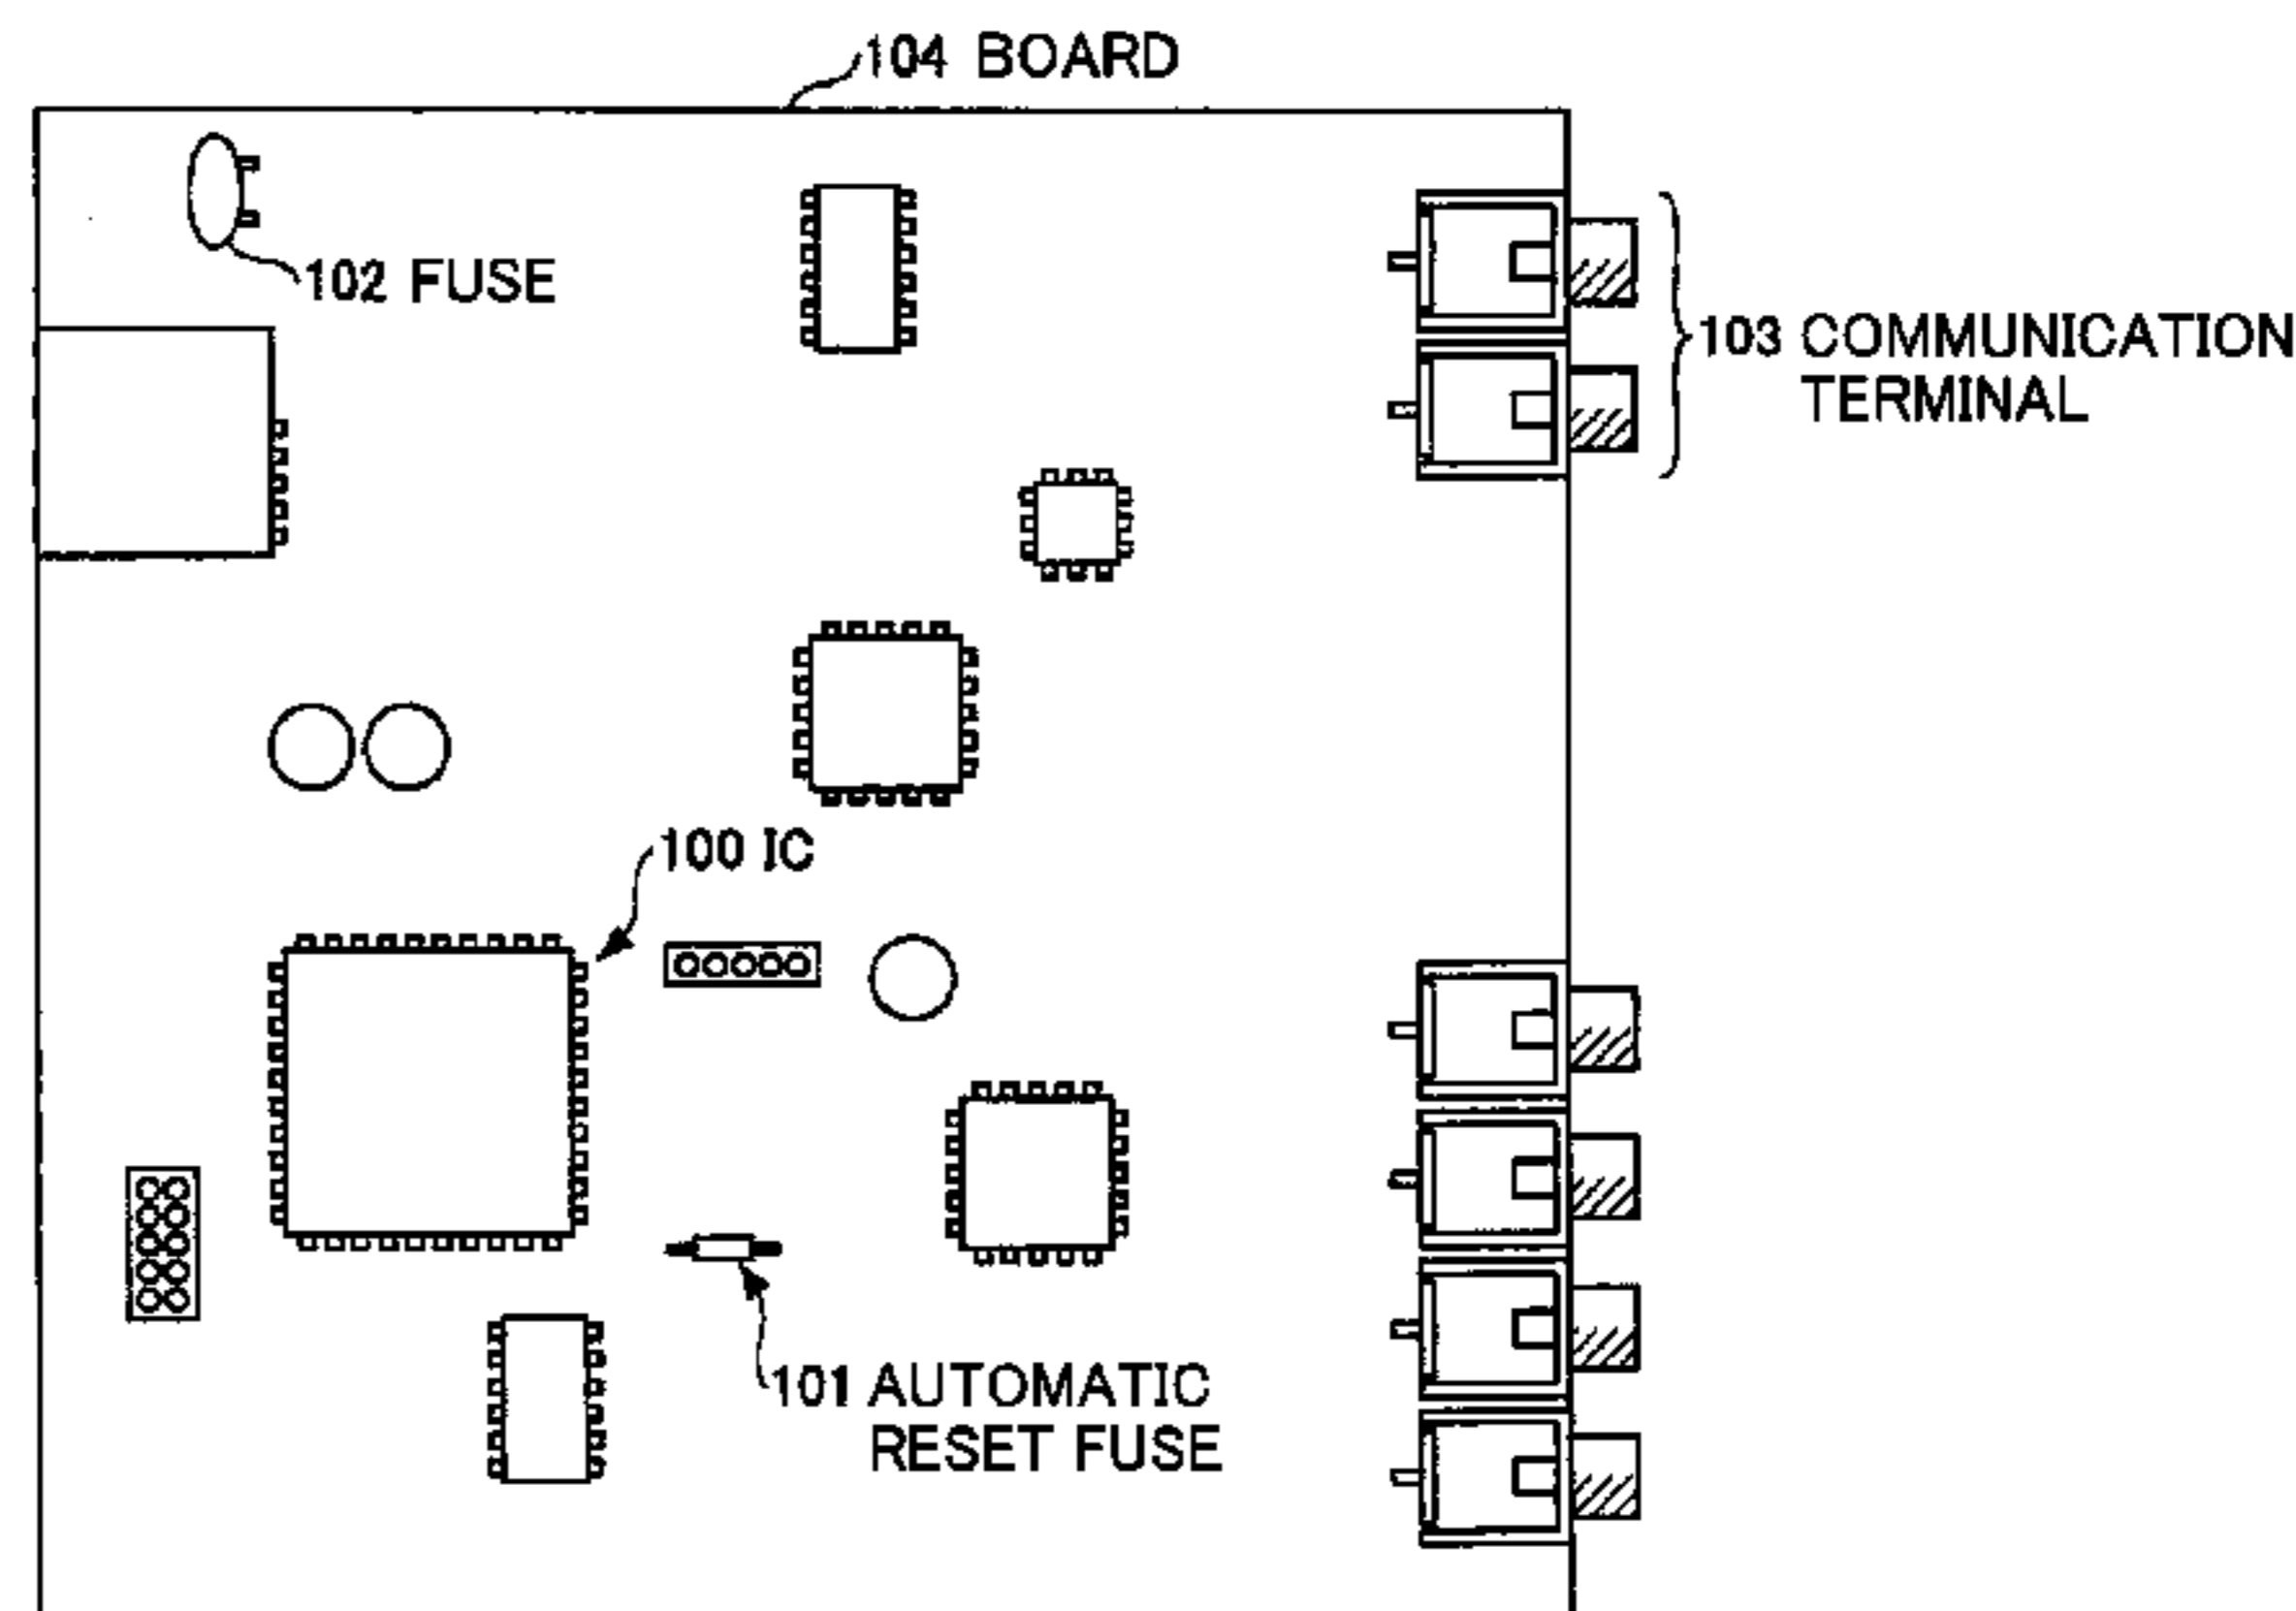 104 BOARD
102 FUSE
103 COMMUNICATION
TERMINAL
100 IC
101 AUTOMATIC
RESET FUSE